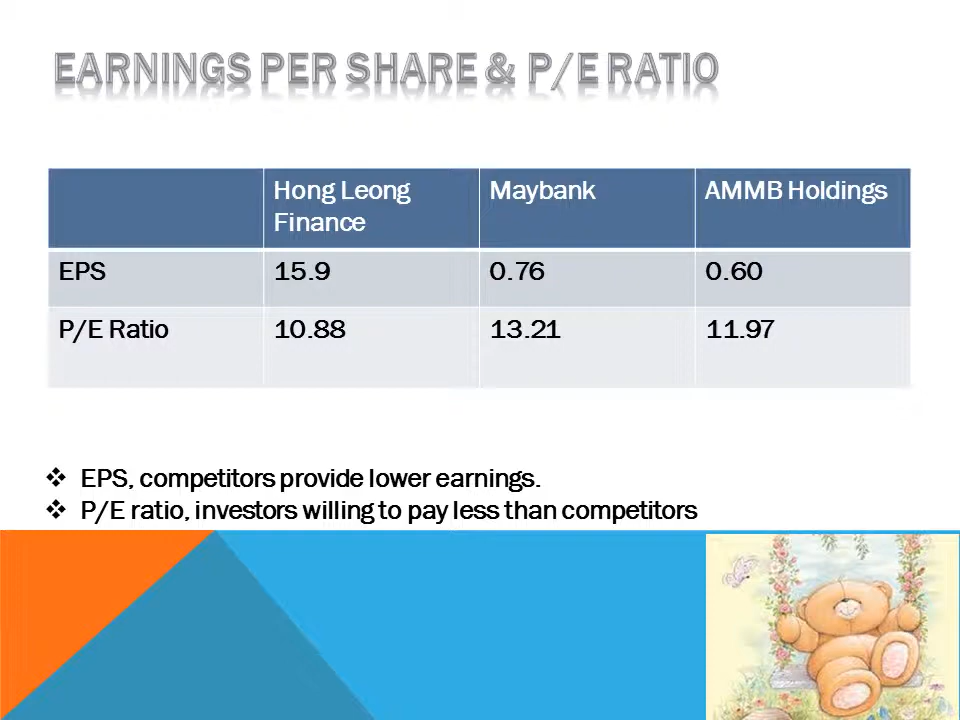 EARNINGS PER SHARE & P/E RATIO
Hong Leong Finance Maybank AMMB Holdings
EPS 15.9 0.76 0.60
P/E Ratio 10.88 13.21 11.97
❖ EPS, competitors provide lower earnings.
❖ P/E ratio, investors willing to pay less than competitors